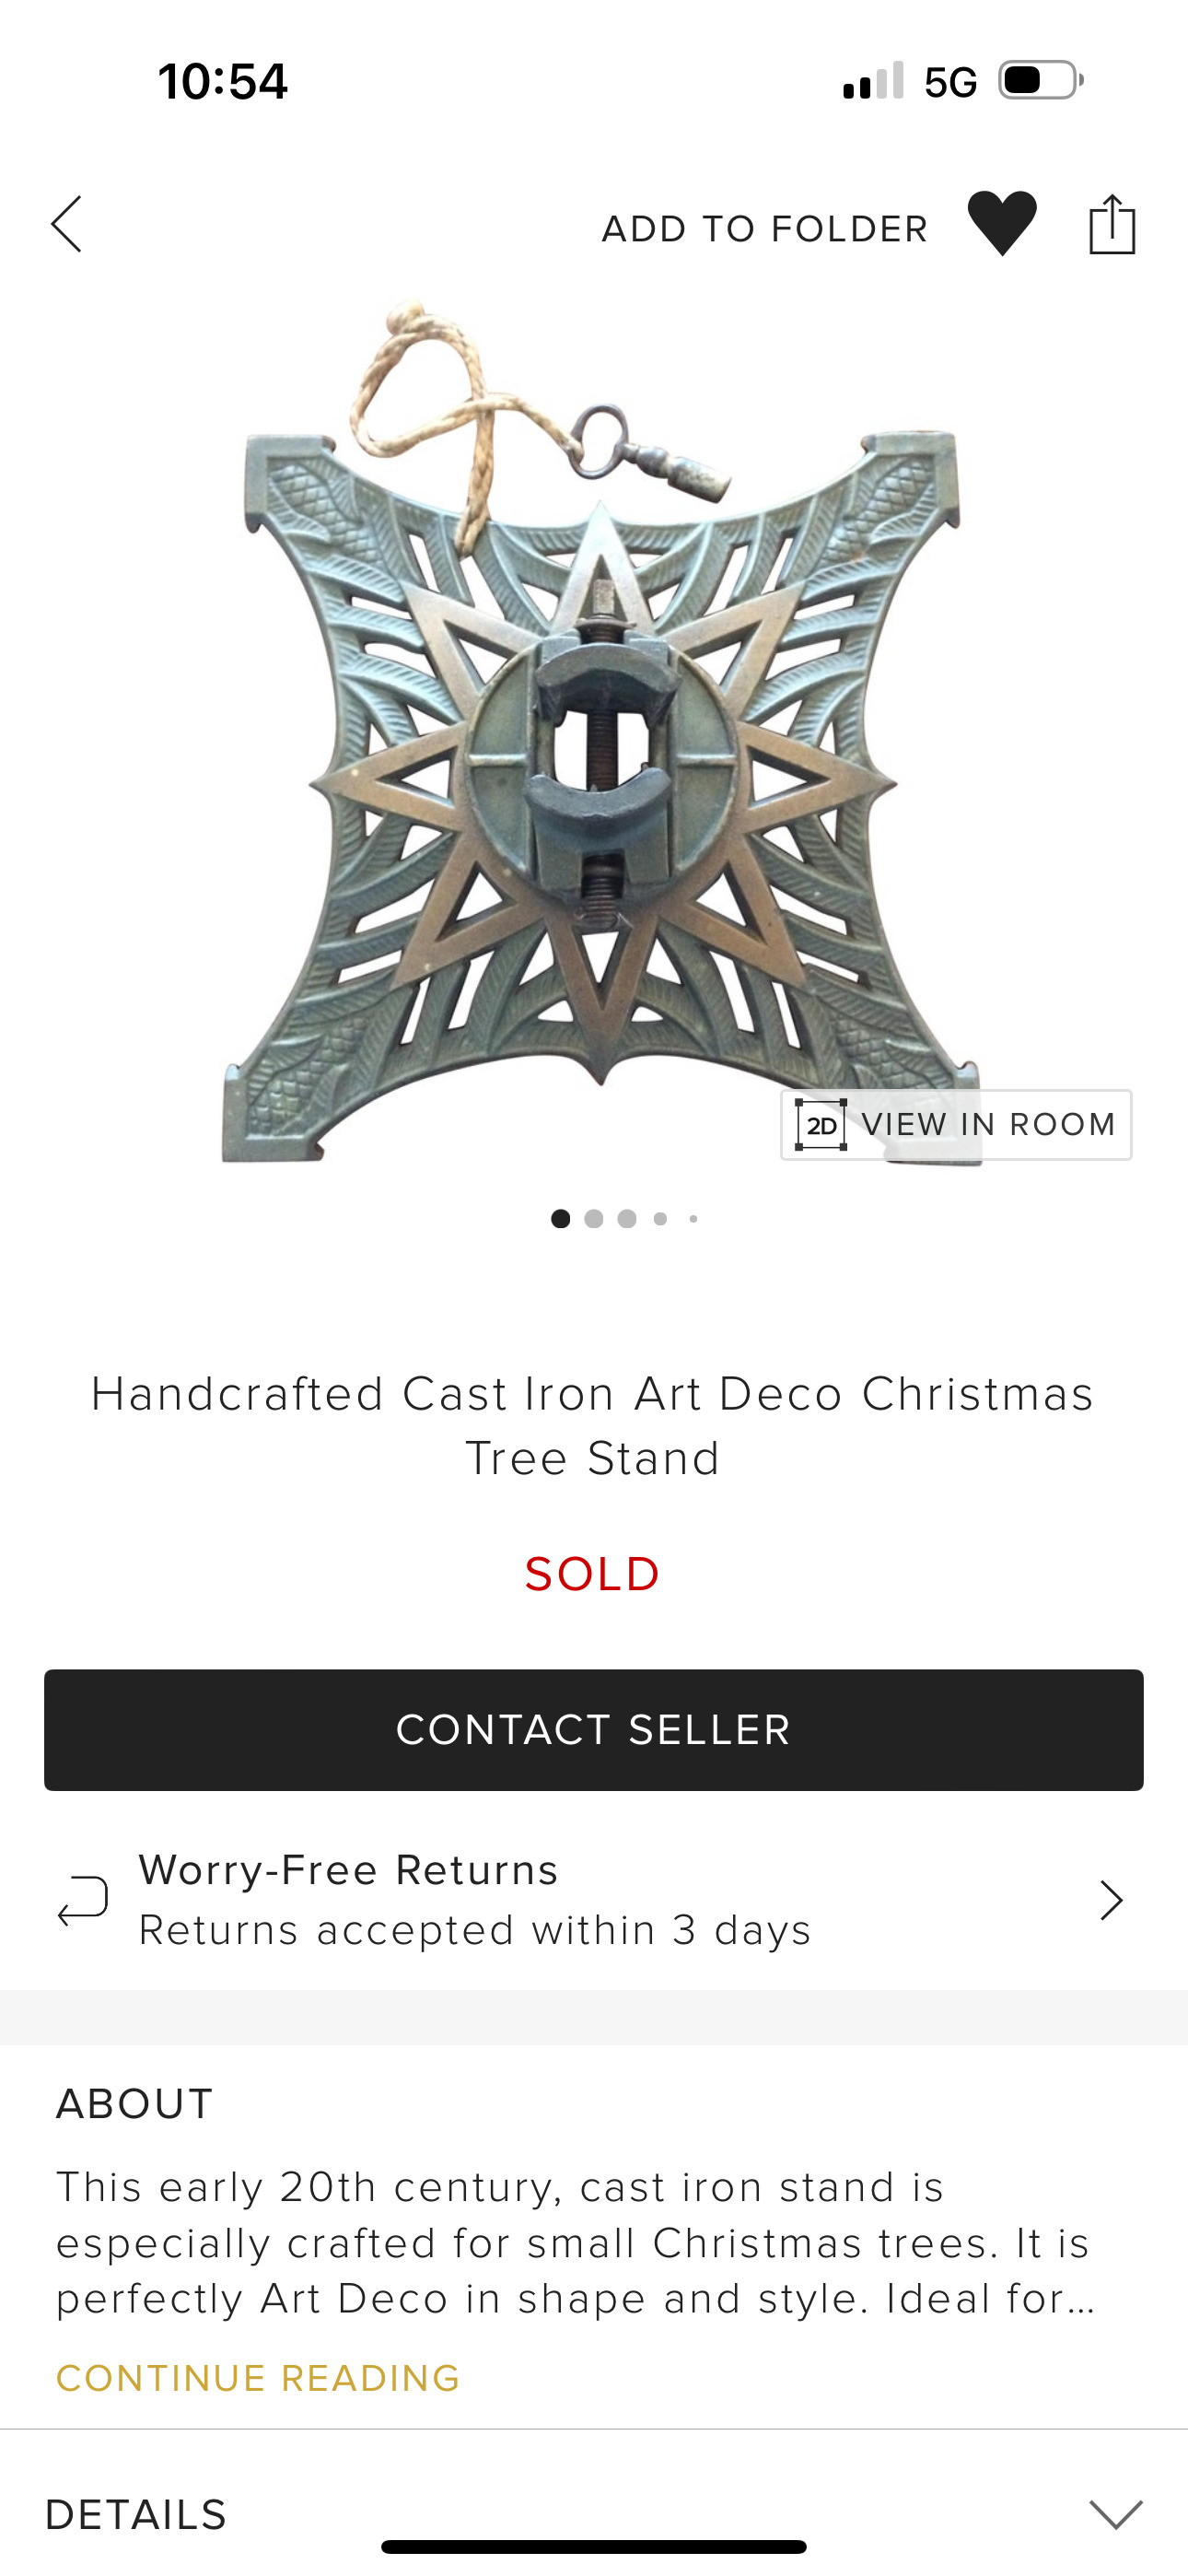 10:54
5G
ADD TO FOLDER
2D VIEW IN ROOM
Handcrafted Cast Iron Art Deco Christmas
Tree Stand
SOLD
CONTACT SELLER
Worry-Free Returns
Returns accepted within 3 days
ABOUT
This early 20th century, cast iron stand is
especially crafted for small Christmas trees. It is
perfectly Art Deco in shape and style. Ideal for...
CONTINUE READING
DETAILS